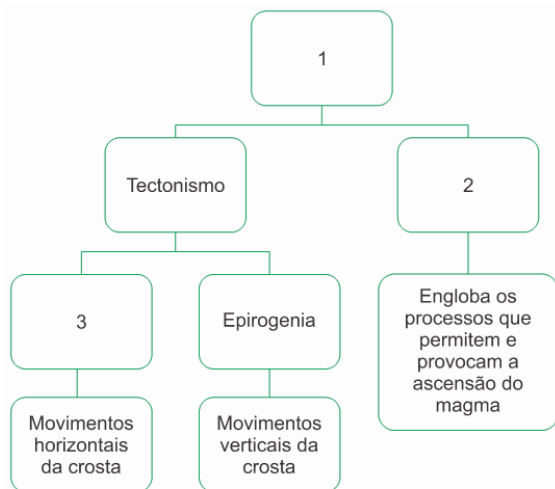 1
Tectonismo
2
3
Epirogenia
Engloba os
processos que
permitem e
provocam a
ascensão do
magma
Movimentos
horizontais
da crosta
Movimentos
verticais da
crosta